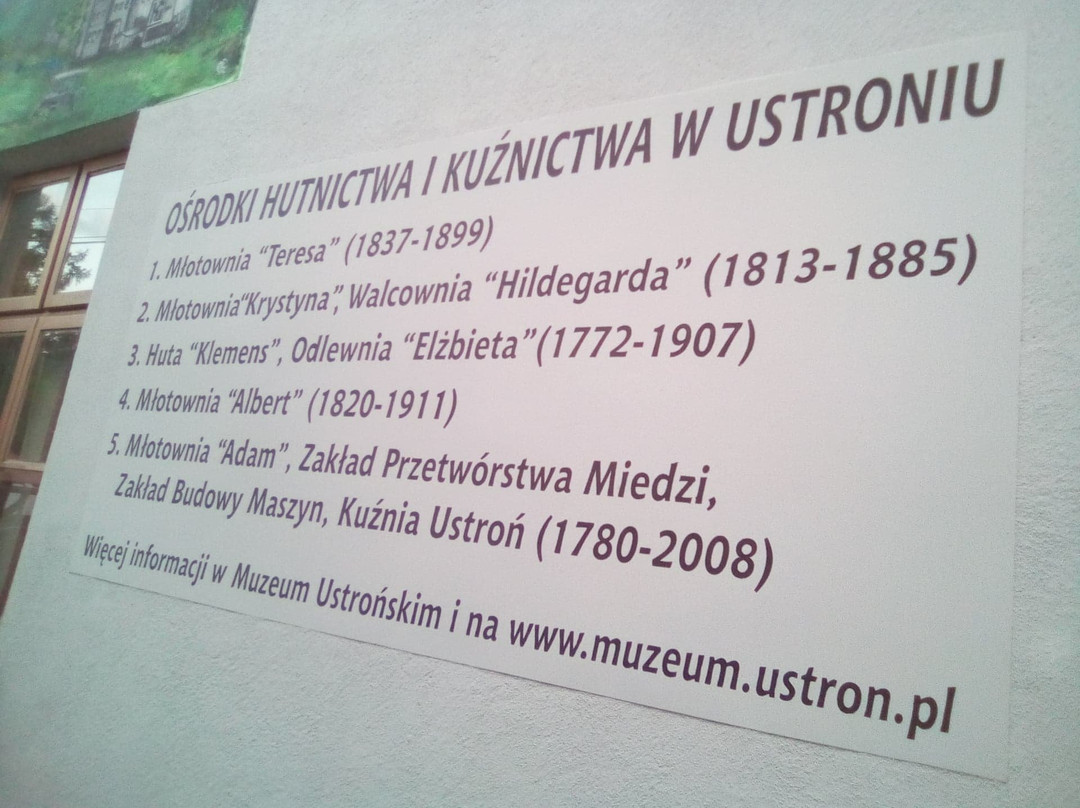 OŚRODKI HUTNICTWA I KUŹNICTWA W USTRONIU
1. Młotownia “Teresa” (1837-1899)
2. Młotownia“Krystyna”, Walcownia “Hildegarda” (1813-1885)
3. Huta “Klemens”, Odlewnia “Elżbieta”(1772-1907)
4. Młotownia “Albert” (1820-1911)
5. Młotownia “Adam”, Zakład Przetwórstwa Miedzi,
Zakład Budowy Maszyn, Kuźnia Ustroń (1780-2008)
Więcej informacji w Muzeum Ustrońskim i na www.muzeum.ustron.pl